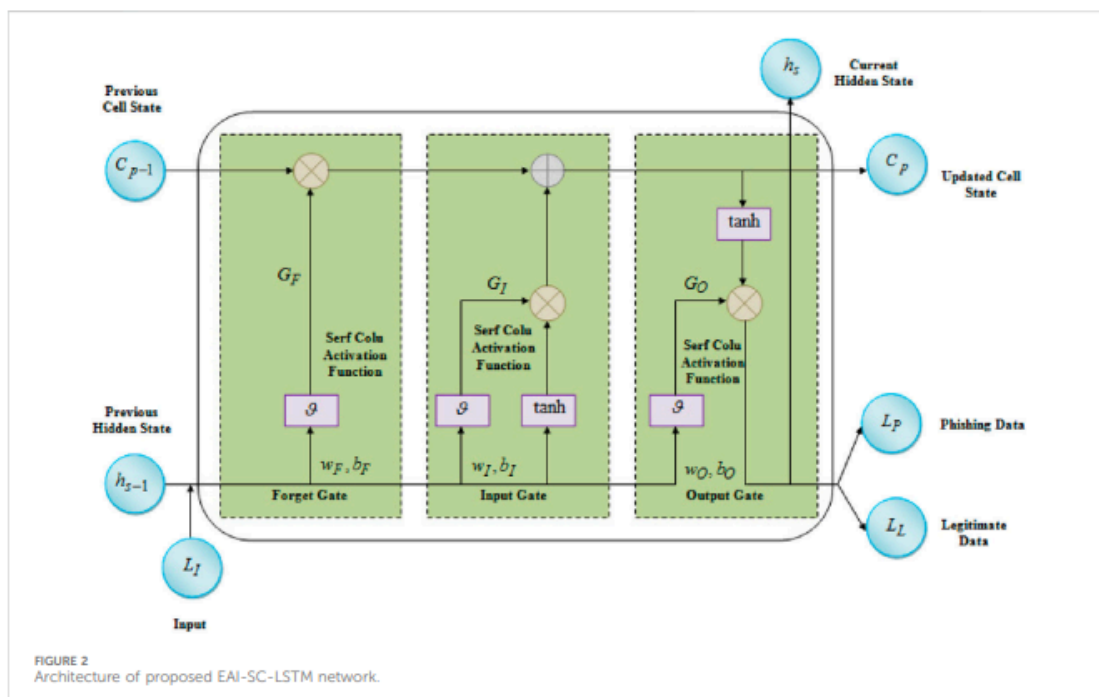 h_s
Current
Hidden State
Previous
Cell State
C_{p-1}
C_p
Updated Cell
State
tanh
G_F
G_I
G_O
Serf Colu
Activation
Function
Serf Colu
Activation
Function
Serf Colu
Activation
Function
Previous
Hidden State
ϑ
ϑ
tanh
ϑ
L_P
Phishing Data
h_{s-1}
w_F, b_F
w_I, b_I
w_O, b_O
Forget Gate
Input Gate
Output Gate
L_L
Legitimate
Data
L_I
Input
FIGURE 2
Architecture of proposed EAI-SC-LSTM network.